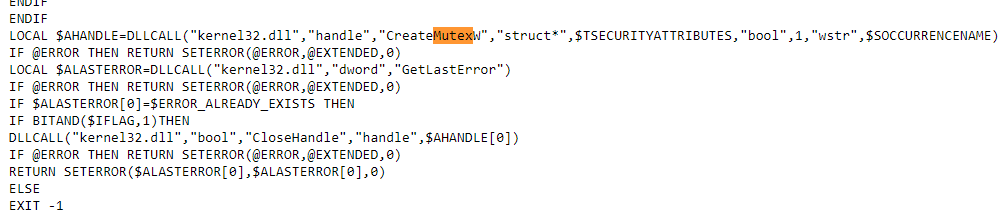 ENDIF
ENDIF
LOCAL $AHANDLE=DLLCALL("kernel32.dll","handle","CreateMutexW","struct*",$TSECURITYATTRIBUTES,"bool",1,"wstr",$SOCCURRENCENAME)
IF @ERROR THEN RETURN SETERROR(@ERROR,@EXTENDED,0)
LOCAL $ALASTERROR=DLLCALL("kernel32.dll","dword","GetLastError")
IF @ERROR THEN RETURN SETERROR(@ERROR,@EXTENDED,0)
IF $ALASTERROR[0]=$ERROR_ALREADY_EXISTS THEN
IF BITAND($IFLAG,1)THEN
DLLCALL("kernel32.dll","bool","CloseHandle","handle",$AHANDLE[0])
IF @ERROR THEN RETURN SETERROR(@ERROR,@EXTENDED,0)
RETURN SETERROR($ALASTERROR[0],$ALASTERROR[0],0)
ELSE
EXIT -1